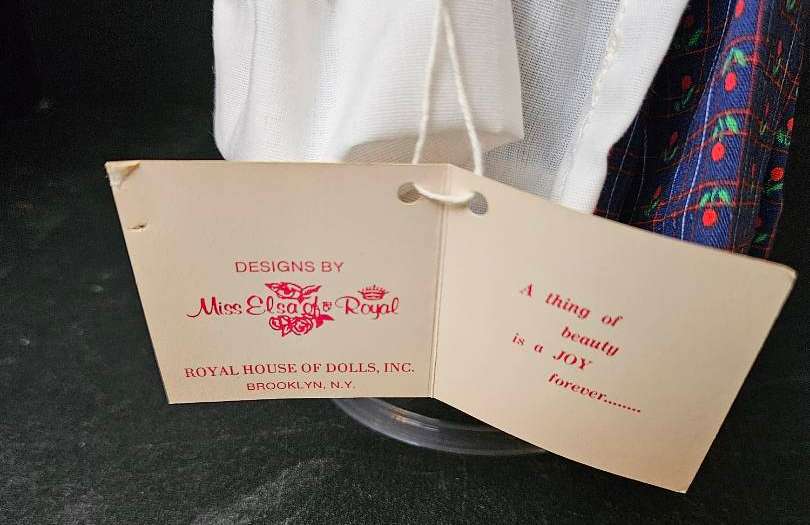 DESIGNS BY
Miss Elsa of Royal
ROYAL HOUSE OF DOLLS, INC.
BROOKLYN, N.Y.
A thing of
beauty
is a JOY
forever........